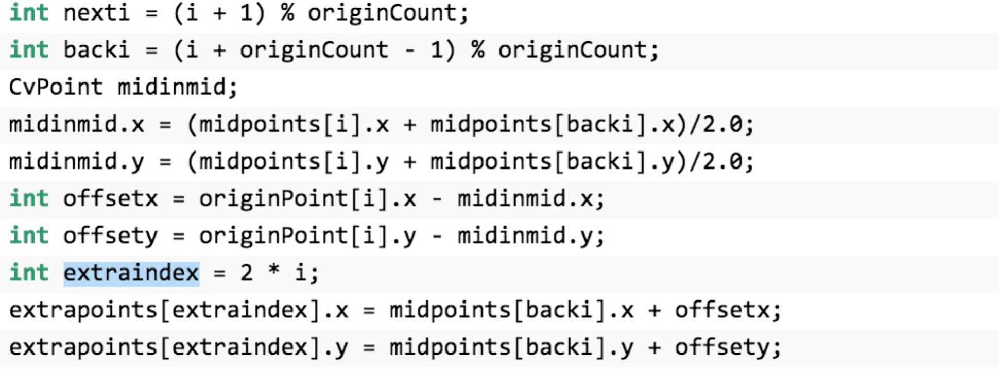 int nexti = (i + 1) % originCount;
int backi = (i + originCount - 1) % originCount;
CvPoint midinmid;
midinmid.x = (midpoints[i].x + midpoints[backi].x)/2.0;
midinmid.y = (midpoints[i].y + midpoints[backi].y)/2.0;
int offsetx = originPoint[i].x - midinmid.x;
int offsety = originPoint[i].y - midinmid.y;
int extraindex = 2 * i;
extrapoints[extraindex].x = midpoints[backi].x + offsetx;
extrapoints[extraindex].y = midpoints[backi].y + offsety;